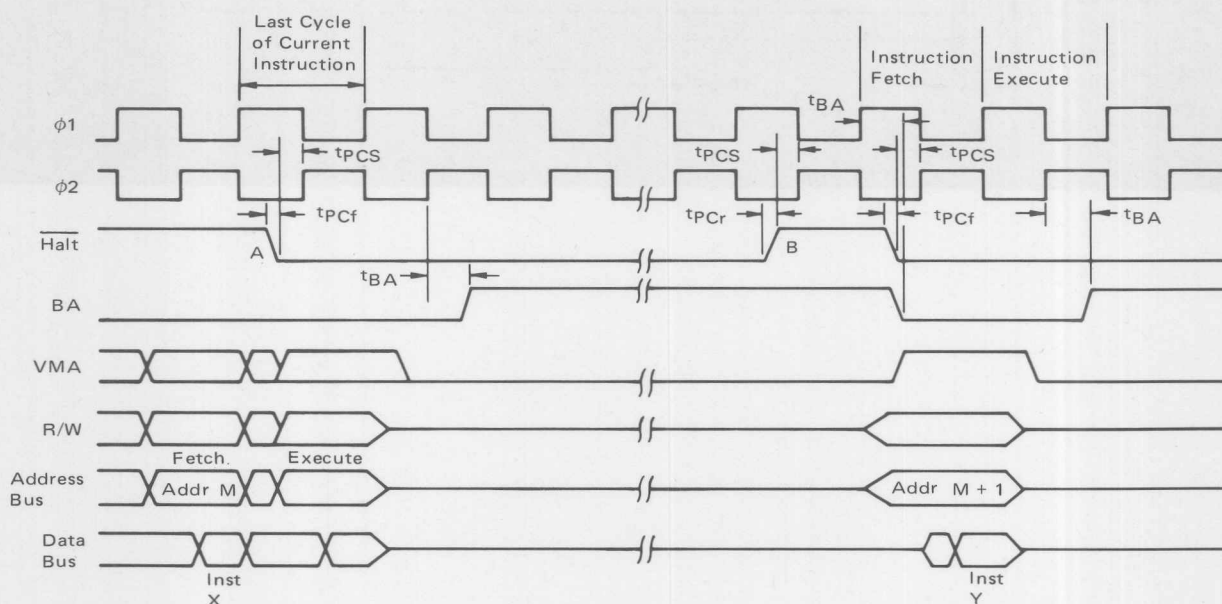 Last Cycle
of Current
Instruction
Instruction
Fetch
Instruction
Execute
tBA
ϕ1
tPCS
tPCS
tPCS
ϕ2
tPCf
tPCr
tPCf
tBA
Halt
A
B
tBA
BA
VMA
R/W
Fetch.
Execute
Address
Bus
Addr M
Addr M + 1
Data
Bus
Inst
X
Inst
Y